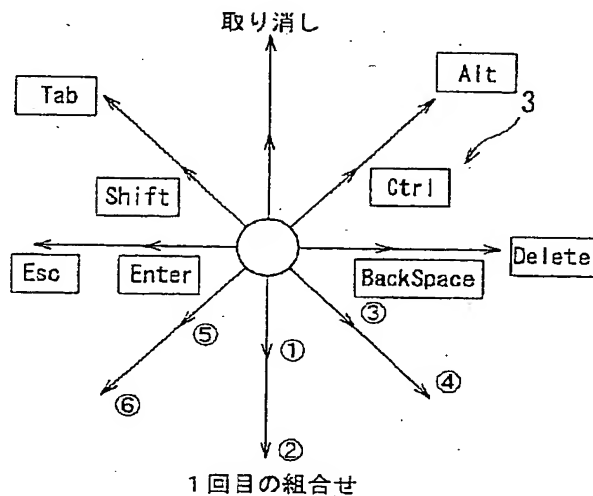 取り消し
Tab
Alt
3
Shift
Ctrl
Esc
Enter
BackSpace
Delete
⑤
①
③
⑥
④
②
1回目の組合せ